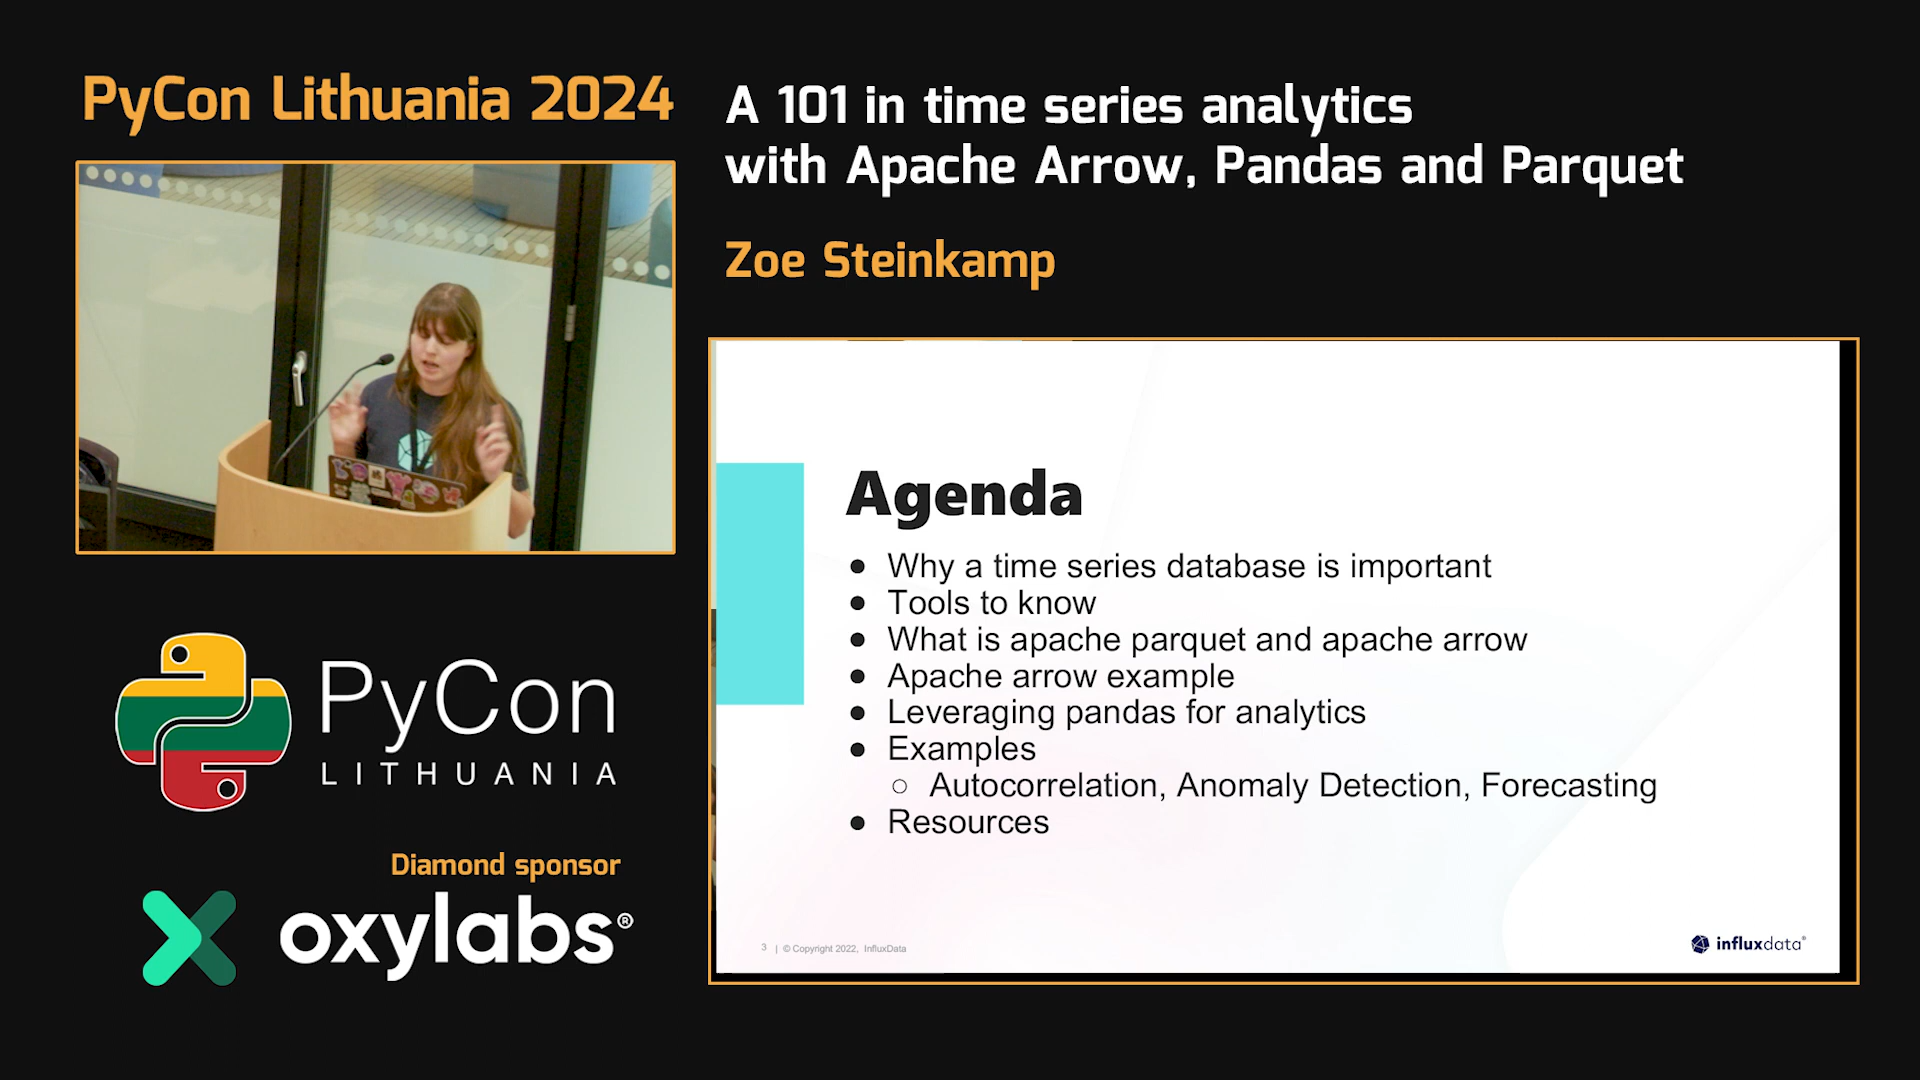 PyCon Lithuania 2024
A 101 in time series analytics
with Apache Arrow, Pandas and Parquet
Zoe Steinkamp
Agenda
● Why a time series database is important
● Tools to know
● What is apache parquet and apache arrow
● Apache arrow example
● Leveraging pandas for analytics
● Examples
○ Autocorrelation, Anomaly Detection, Forecasting
● Resources
3 | © Copyright 2022, InfluxData
influxdata®
PyCon
LITHUANIA
Diamond sponsor
oxylabs®